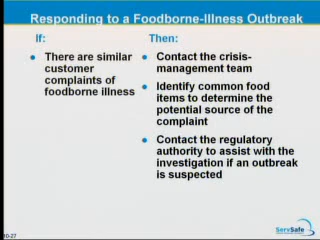 Responding to a Foodborne-Illness Outbreak
If:
Then:
There are similar
customer
complaints of
foodborne illness
Contact the crisis-
management team
Identify common food
items to determine the
potential source of the
complaint
Contact the regulatory
authority to assist with the
investigation if an outbreak
is suspected
10-27
ServSafe